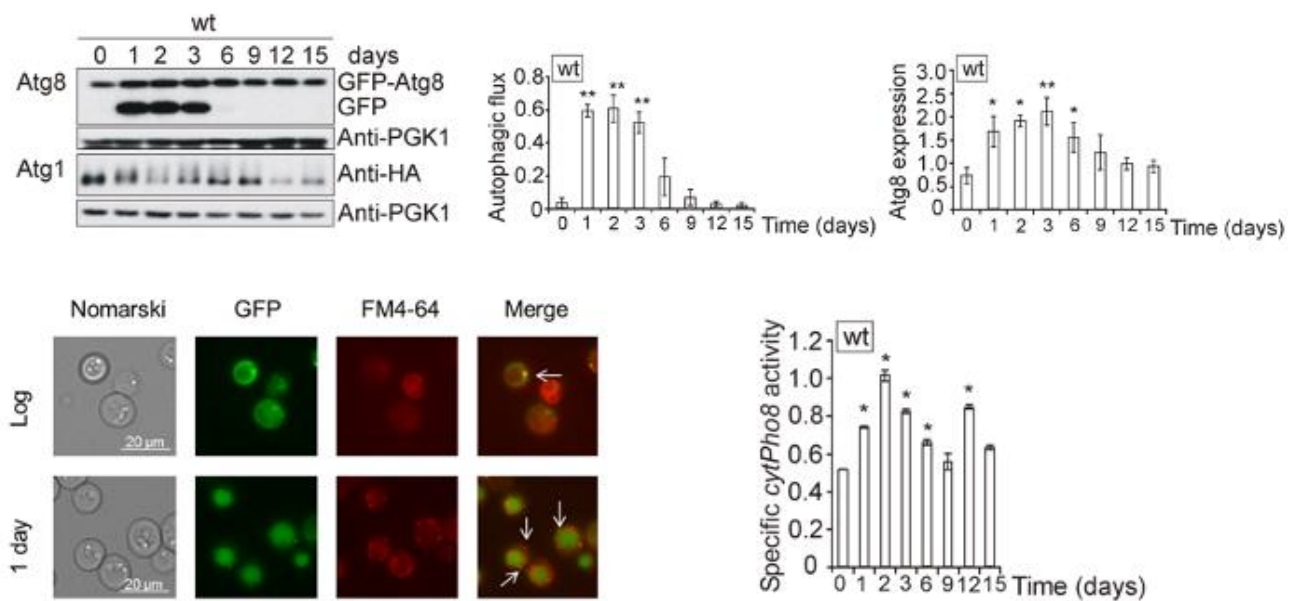 wt
0 1 2 3 6 9 12 15 days
Atg8 GFP-Atg8
GFP
Anti-PGK1
Atg1 Anti-HA
Anti-PGK1
wt
Autophagic flux
0.8
0.6
0.4
0.2
0
0 1 2 3 6 9 12 15 Time (days)
** ** **
wt
Atg8 expression
3.0
2.5
2.0
1.5
1.0
0.5
0.0
0 1 2 3 6 9 12 15 Time (days)
* * ** *
Nomarski GFP FM4-64 Merge
Log
20 µm
1 day
20 µm
wt
Specific cytPho8 activity
1.2
1.0
0.8
0.6
0.4
0.2
0
0 1 2 3 6 9 12 15 Time (days)
* * * * *